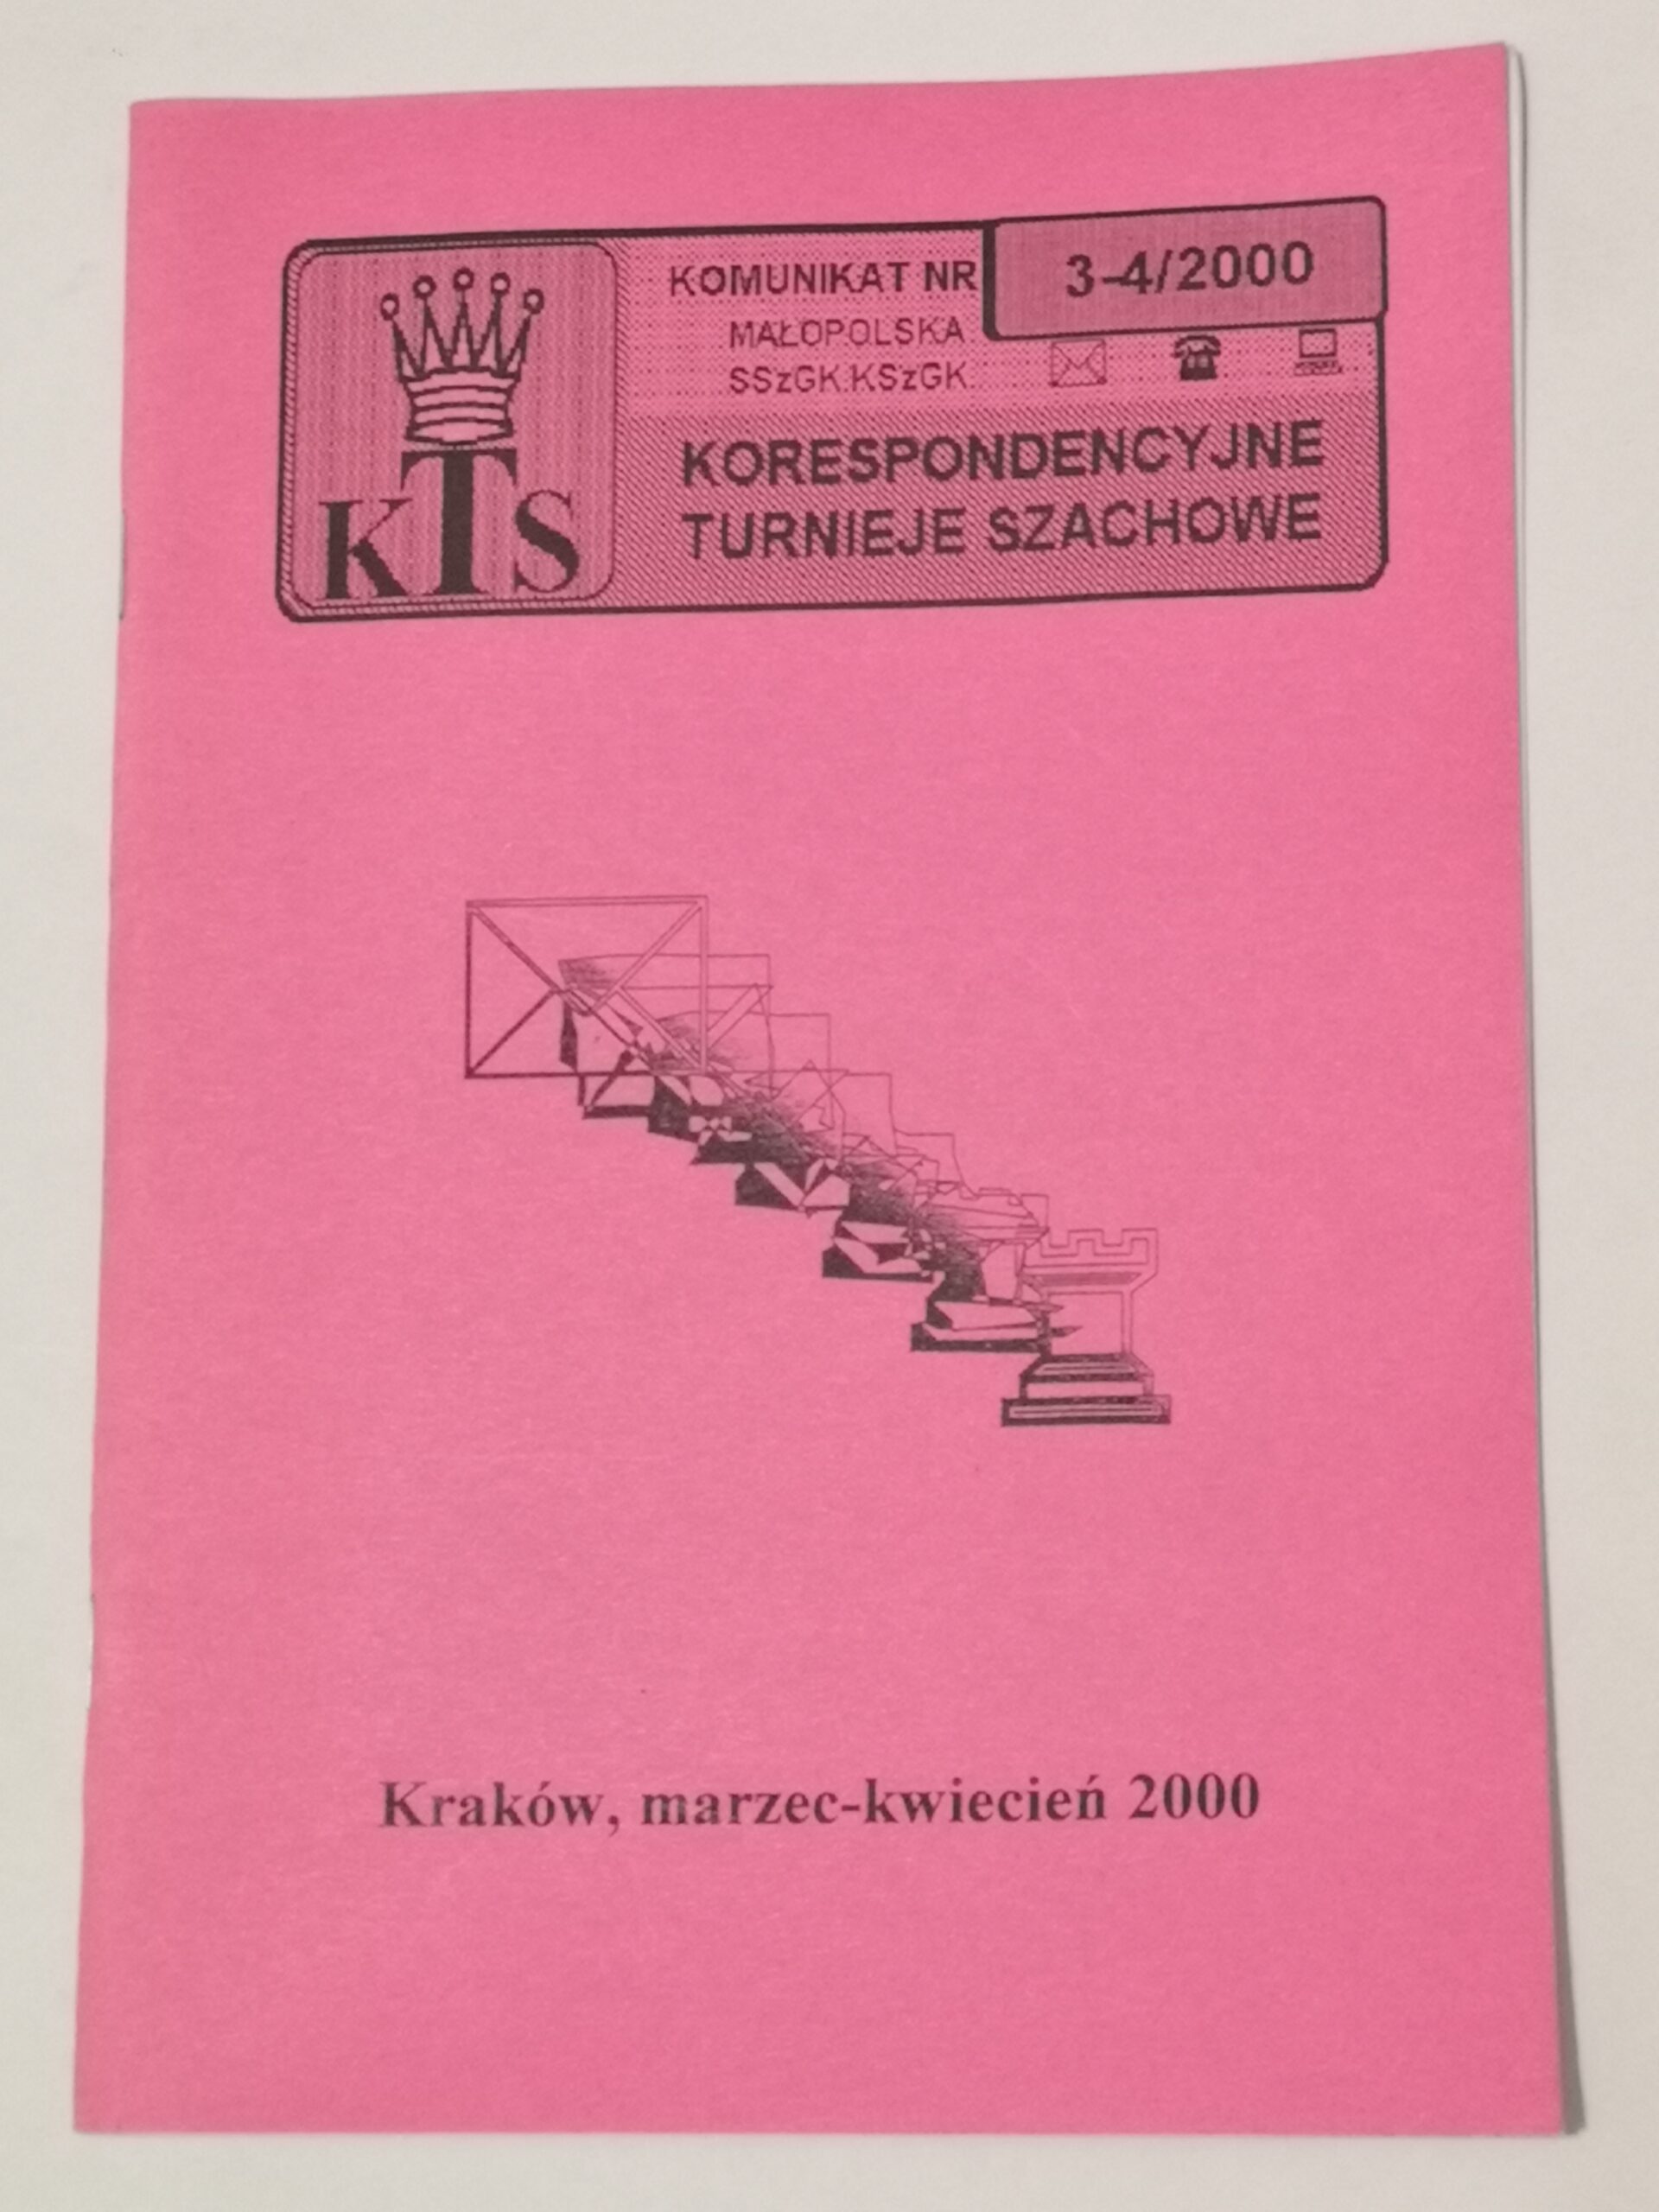 KTS
KOMUNIKAT NR 3-4/2000
MAŁOPOLSKA
SSzGK KSzGK
KORESPONDENCYJNE
TURNIEJE SZACHOWE
Kraków, marzec-kwiecień 2000